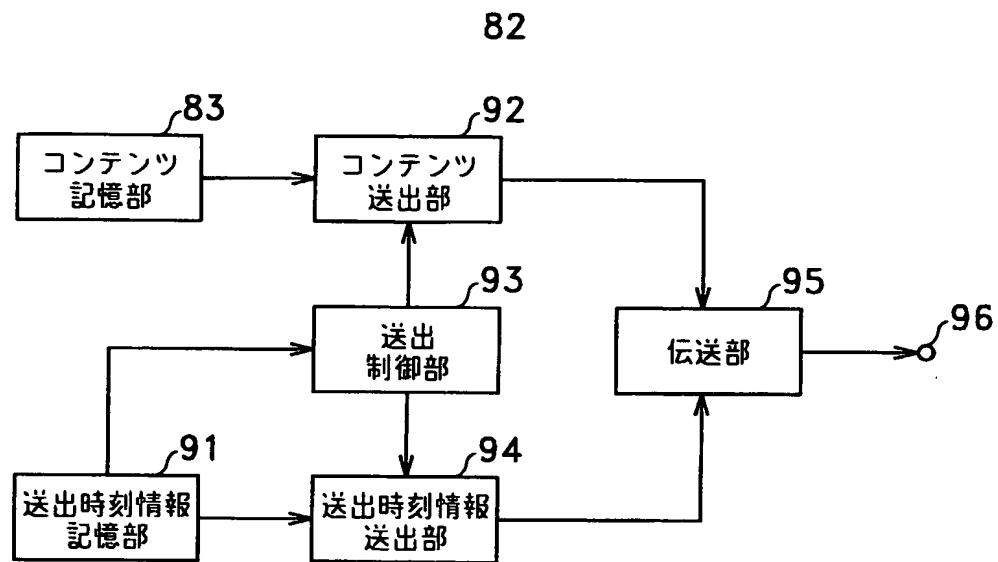 82
83
コンテンツ
記憶部
92
コンテンツ
送出部
93
送出
制御部
95
伝送部
96
91
送出時刻情報
記憶部
94
送出時刻情報
送出部